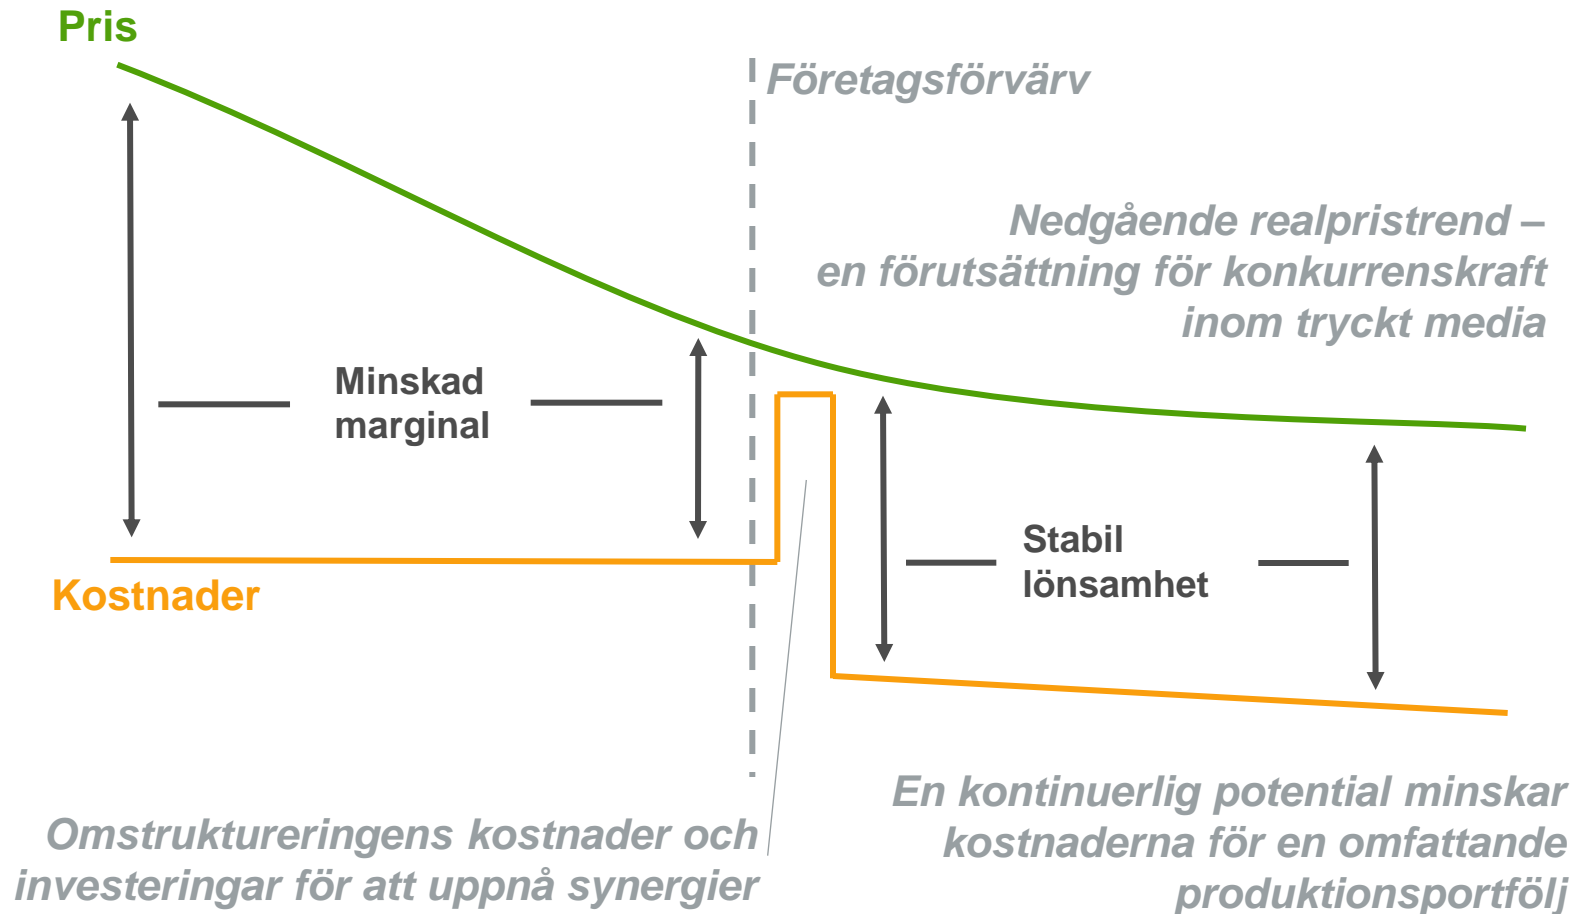 Pris
Företagsförvärv
Nedgående realpristrend –
en förutsättning för konkurrenskraft
inom tryckt media
Minskad
marginal
Stabil
lönsamhet
Kostnader
En kontinuerlig potential minskar
kostnaderna för en omfattande
produktionsportfölj
Omstruktureringens kostnader och
investeringar för att uppnå synergier